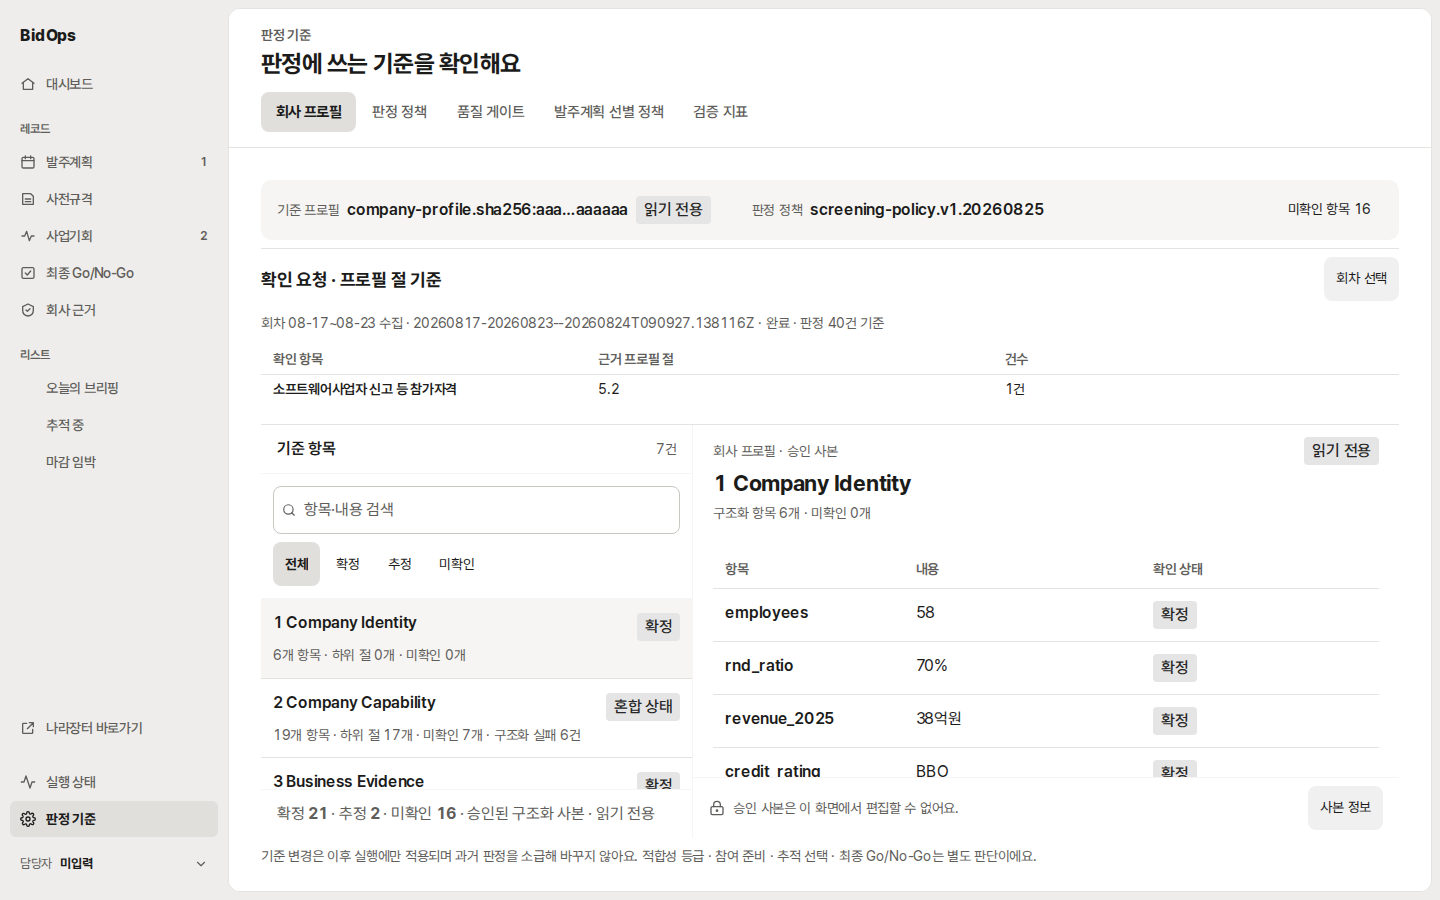 BidOps
대시보드
레코드
발주계획 1
사전규격
사업기회 2
최종 Go/No-Go
회사 근거
리스트
오늘의 브리핑
추적 중
마감 임박
나라장터 바로가기
실행 상태
판정 기준
담당자 미입력
판정 기준
판정에 쓰는 기준을 확인해요
회사 프로필 판정 정책 품질 게이트 발주계획 선별 정책 검증 지표
기준 프로필 company-profile.sha256:aaa...aaaaaa 읽기 전용 판정 정책 screening-policy.v1.20260825 미확인 항목 16
확인 요청 · 프로필 절 기준 회차 선택
회차 08-17~08-23 수집 · 20260817-20260823--20260824T090927.138116Z · 완료 · 판정 40건 기준
확인 항목 근거 프로필 절 건수
소프트웨어사업자 신고 등 참가자격 5.2 1건
기준 항목 7건
항목·내용 검색
전체 확정 추정 미확인
1 Company Identity 확정
6개 항목 · 하위 절 0개 · 미확인 0개
2 Company Capability 혼합 상태
19개 항목 · 하위 절 17개 · 미확인 7개 · 구조화 실패 6건
3 Business Evidence 확정
확정 21 · 추정 2 · 미확인 16 · 승인된 구조화 사본 · 읽기 전용
회사 프로필 · 승인 사본 읽기 전용
1 Company Identity
구조화 항목 6개 · 미확인 0개
항목 내용 확인 상태
employees 58 확정
rnd_ratio 70% 확정
revenue_2025 38억원 확정
credit_rating BB0 확정
승인 사본은 이 화면에서 편집할 수 없어요. 사본 정보
기준 변경은 이후 실행에만 적용되며 과거 판정을 소급해 바꾸지 않아요. 적합성 등급 · 참여 준비 · 추적 선택 · 최종 Go/No-Go는 별도 판단이에요.